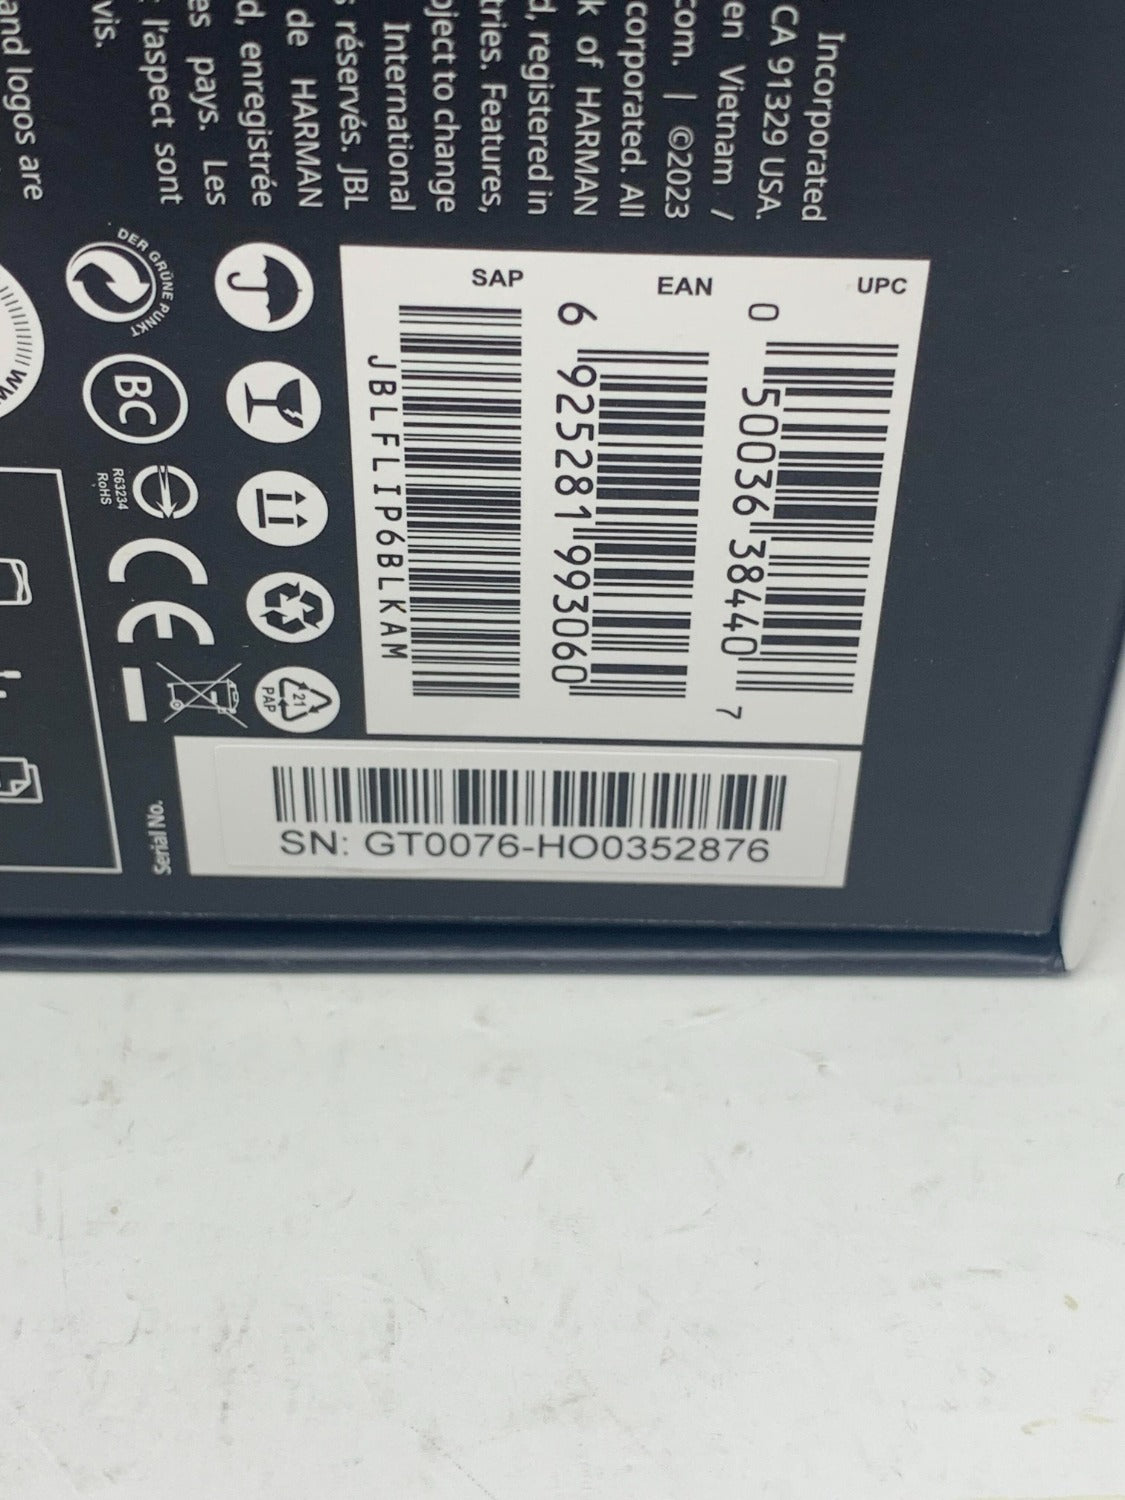 Incorporated
CA 91329 USA.
en Vietnam /
com. | ©2023
corporated. All
k of HARMAN
d, registered in
tries. Features,
bject to change
International
s réservés. JBL
de HARMAN
d, enregistrée
es pays. Les
l'aspect sont
vis.
and logos are
UPC
0 50036 38440 7
EAN
6 925281 993060
SAP
JBLFLIP6BLKAM
DER GRÜNE PUNKT
BC
R63234
RoHS
CE
21
PAP
Serial No.
SN: GT0076-HO0352876